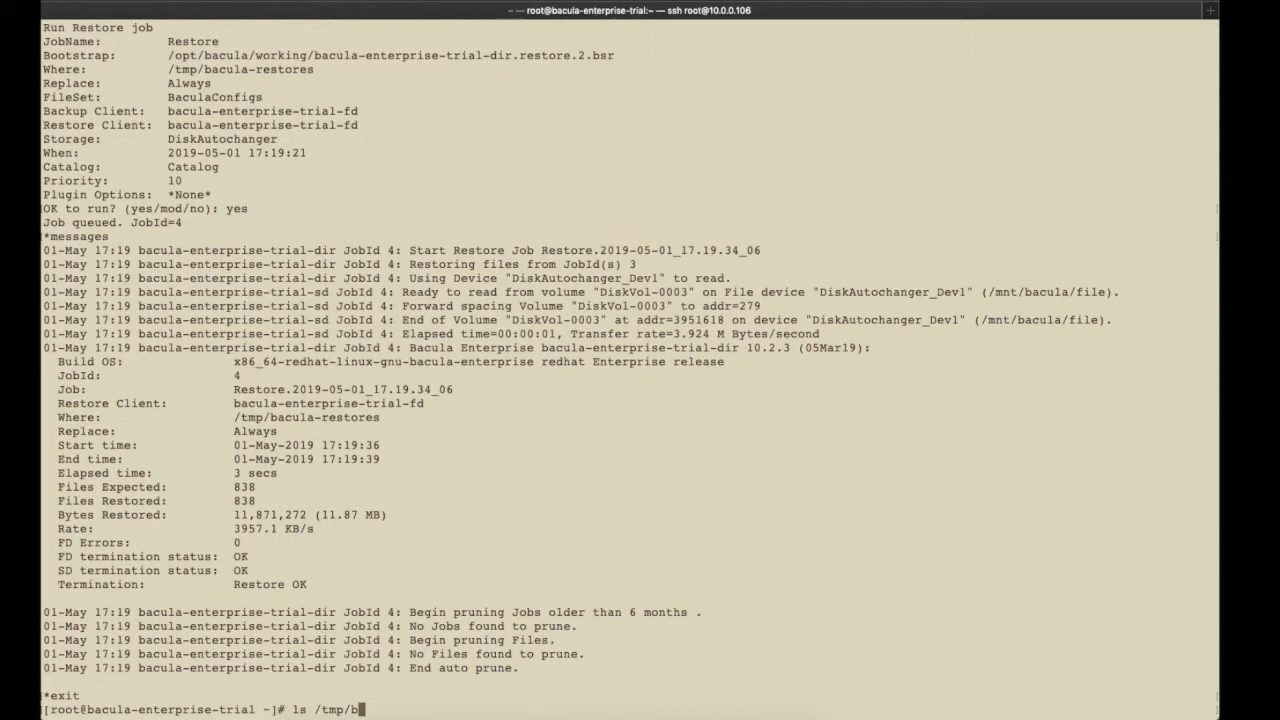 ~ — root@bacula-enterprise-trial:~ — ssh root@10.0.0.106
Run Restore job
JobName: Restore
Bootstrap: /opt/bacula/working/bacula-enterprise-trial-dir.restore.2.bsr
Where: /tmp/bacula-restores
Replace: Always
FileSet: BaculaConfigs
Backup Client: bacula-enterprise-trial-fd
Restore Client: bacula-enterprise-trial-fd
Storage: DiskAutochanger
When: 2019-05-01 17:19:21
Catalog: Catalog
Priority: 10
Plugin Options: *None*
OK to run? (yes/mod/no): yes
Job queued. JobId=4
*messages
01-May 17:19 bacula-enterprise-trial-dir JobId 4: Start Restore Job Restore.2019-05-01_17.19.34_06
01-May 17:19 bacula-enterprise-trial-dir JobId 4: Restoring files from JobId(s) 3
01-May 17:19 bacula-enterprise-trial-dir JobId 4: Using Device "DiskAutochanger_Dev1" to read.
01-May 17:19 bacula-enterprise-trial-sd JobId 4: Ready to read from volume "DiskVol-0003" on File device "DiskAutochanger_Dev1" (/mnt/bacula/file).
01-May 17:19 bacula-enterprise-trial-sd JobId 4: Forward spacing Volume "DiskVol-0003" to addr=279
01-May 17:19 bacula-enterprise-trial-sd JobId 4: End of Volume "DiskVol-0003" at addr=3951618 on device "DiskAutochanger_Dev1" (/mnt/bacula/file).
01-May 17:19 bacula-enterprise-trial-sd JobId 4: Elapsed time=00:00:01, Transfer rate=3.924 M Bytes/second
01-May 17:19 bacula-enterprise-trial-dir JobId 4: Bacula Enterprise bacula-enterprise-trial-dir 10.2.3 (05Mar19):
Build OS: x86_64-redhat-linux-gnu-bacula-enterprise redhat Enterprise release
JobId: 4
Job: Restore.2019-05-01_17.19.34_06
Restore Client: bacula-enterprise-trial-fd
Where: /tmp/bacula-restores
Replace: Always
Start time: 01-May-2019 17:19:36
End time: 01-May-2019 17:19:39
Elapsed time: 3 secs
Files Expected: 838
Files Restored: 838
Bytes Restored: 11,871,272 (11.87 MB)
Rate: 3957.1 KB/s
FD Errors: 0
FD termination status: OK
SD termination status: OK
Termination: Restore OK
01-May 17:19 bacula-enterprise-trial-dir JobId 4: Begin pruning Jobs older than 6 months .
01-May 17:19 bacula-enterprise-trial-dir JobId 4: No Jobs found to prune.
01-May 17:19 bacula-enterprise-trial-dir JobId 4: Begin pruning Files.
01-May 17:19 bacula-enterprise-trial-dir JobId 4: No Files found to prune.
01-May 17:19 bacula-enterprise-trial-dir JobId 4: End auto prune.
*exit
[root@bacula-enterprise-trial ~]# ls /tmp/b